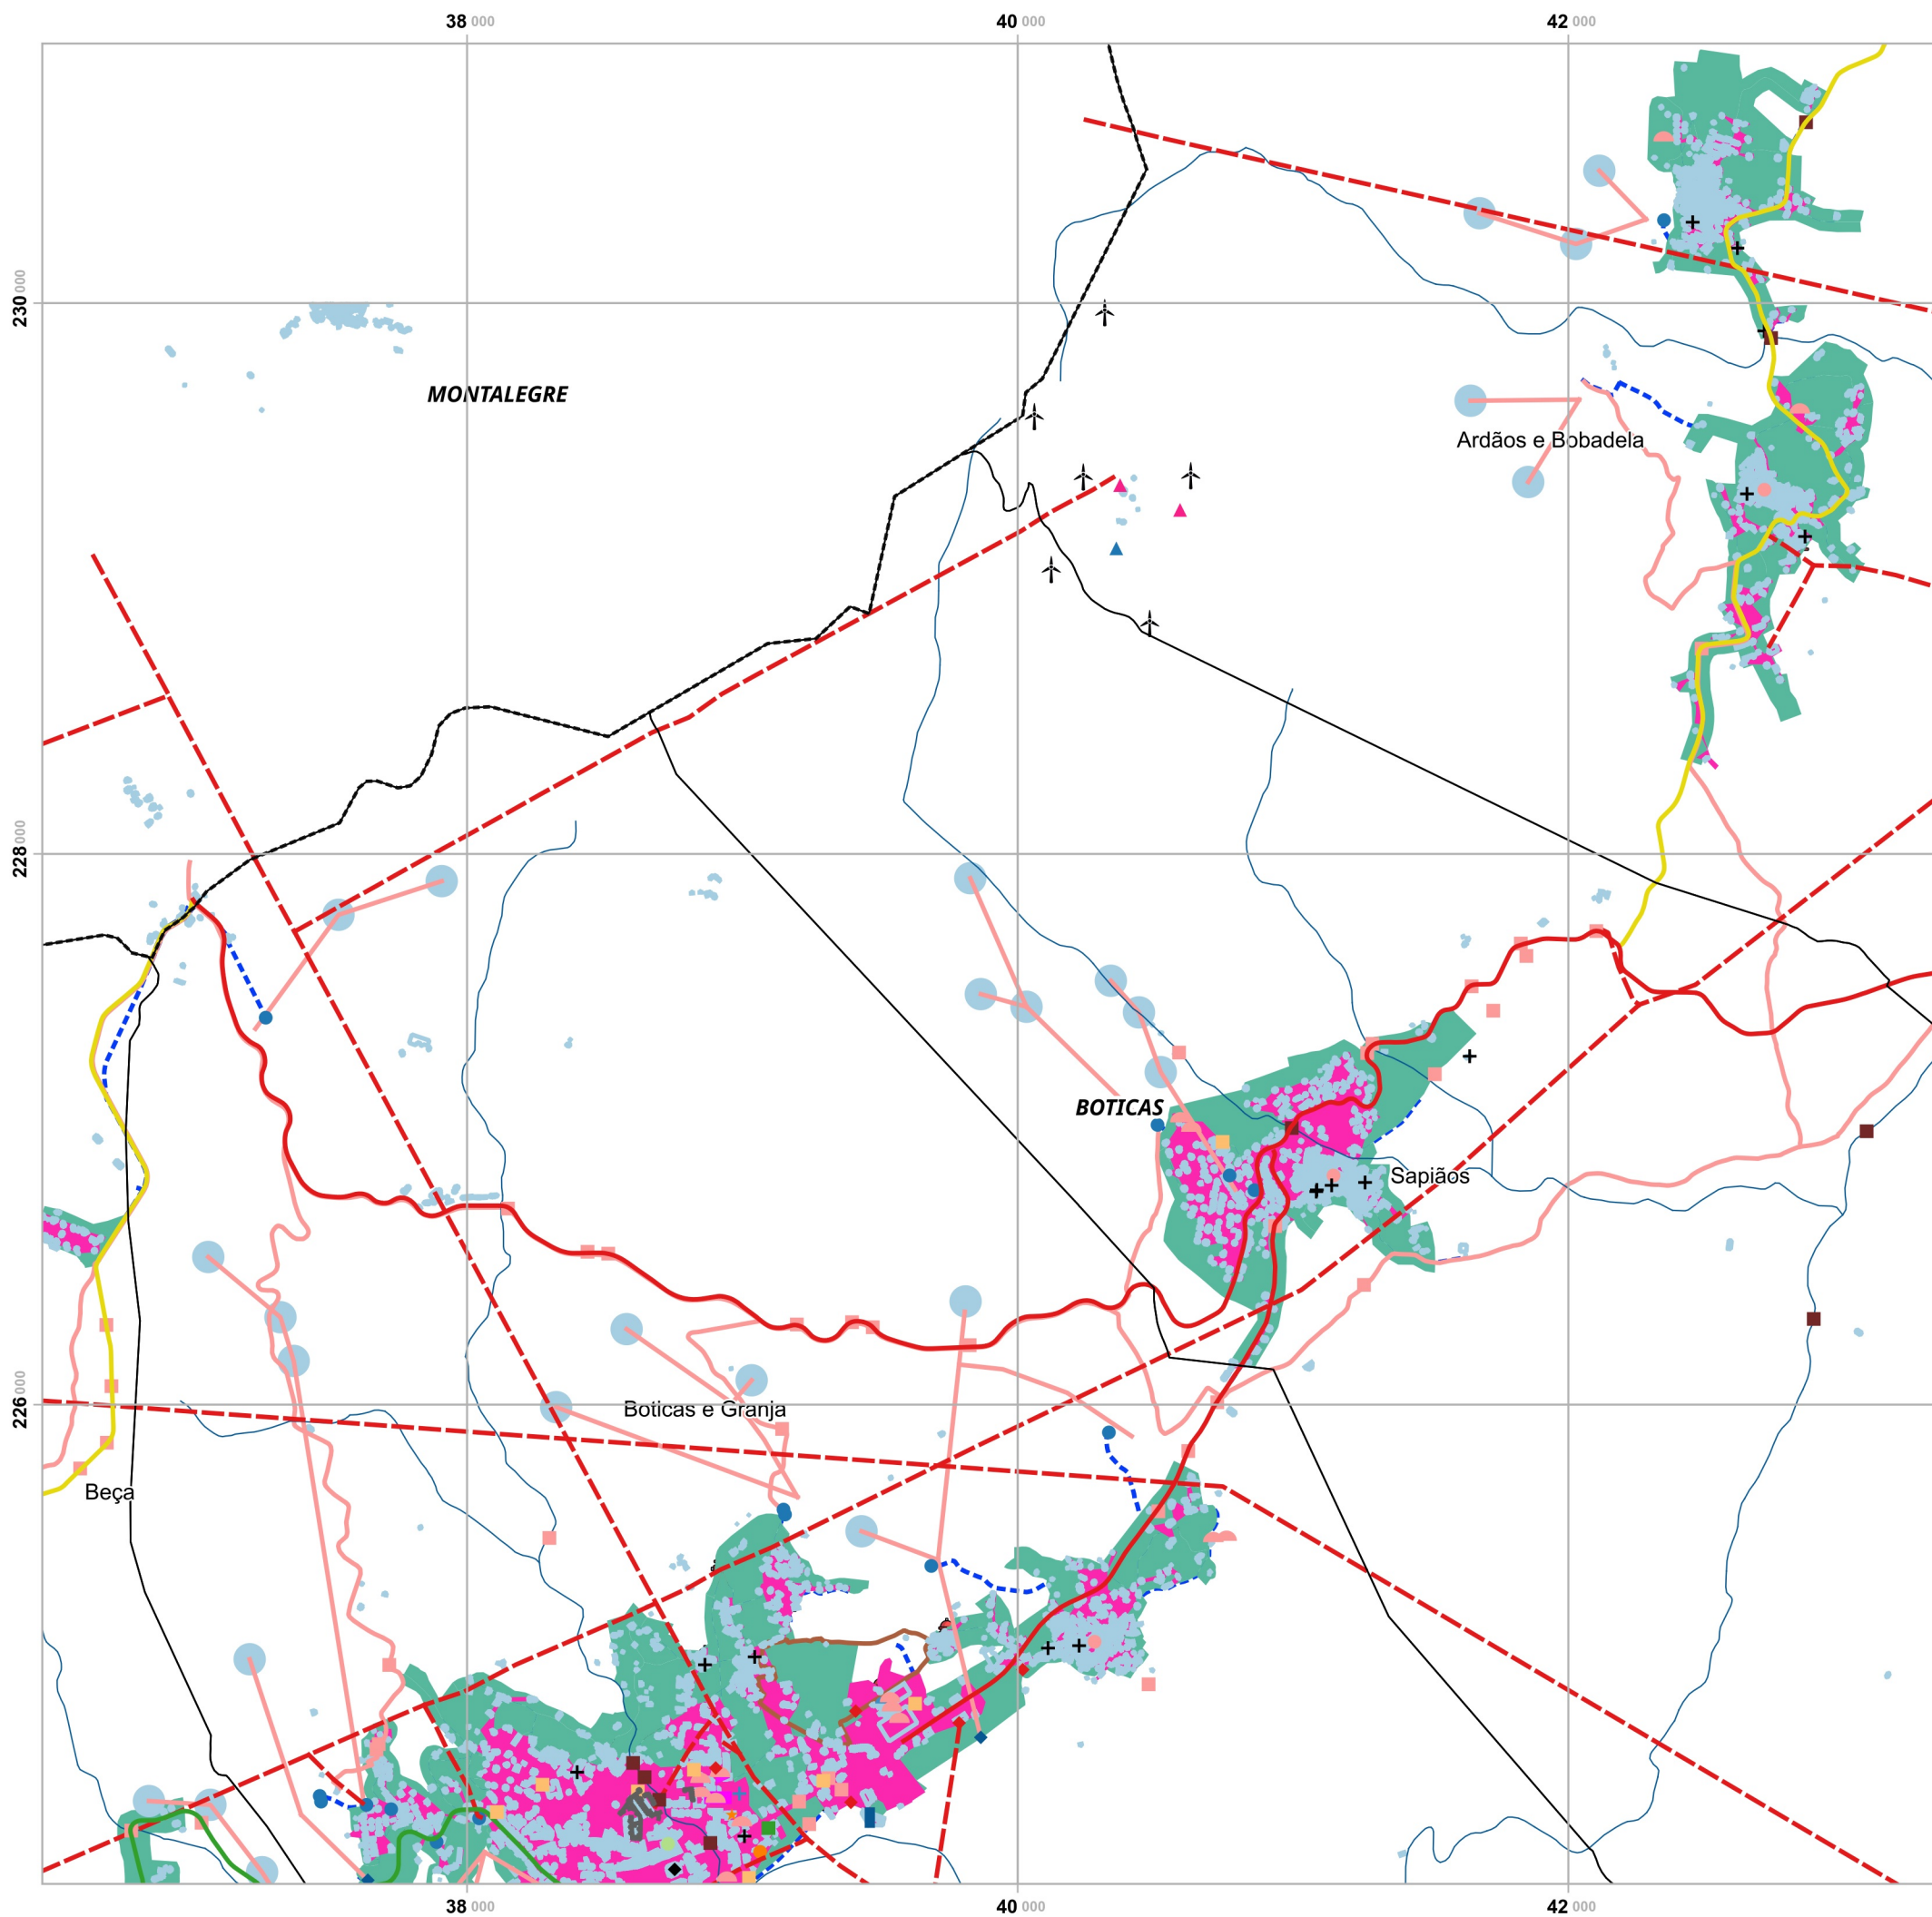 38 000 40 000 42 000
230 000
MONTALEGRE
Ardãos e Bobadela
228 000
BOTICAS
Sapiãos
226 000
Boticas e Granja
Beça
38 000 40 000 42 000